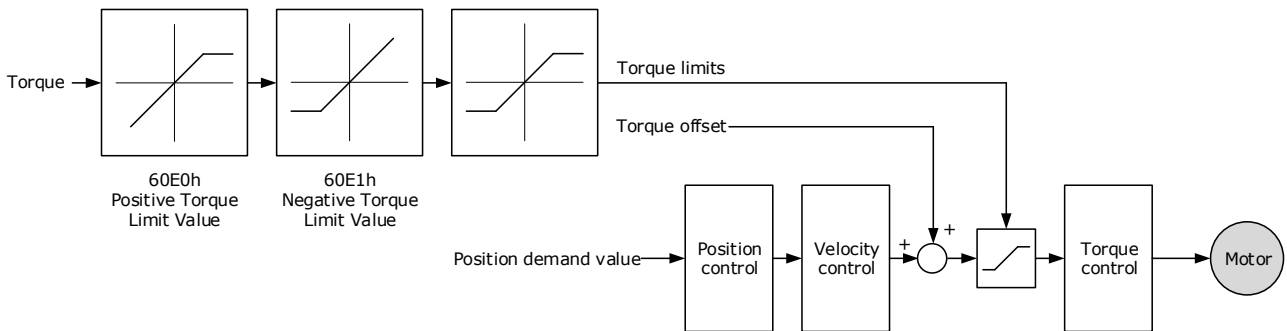 Torque
60E0h
Positive Torque
Limit Value
60E1h
Negative Torque
Limit Value
Torque limits
Torque offset
Position demand value
Position
control
Velocity
control
+
+
Torque
control
Motor